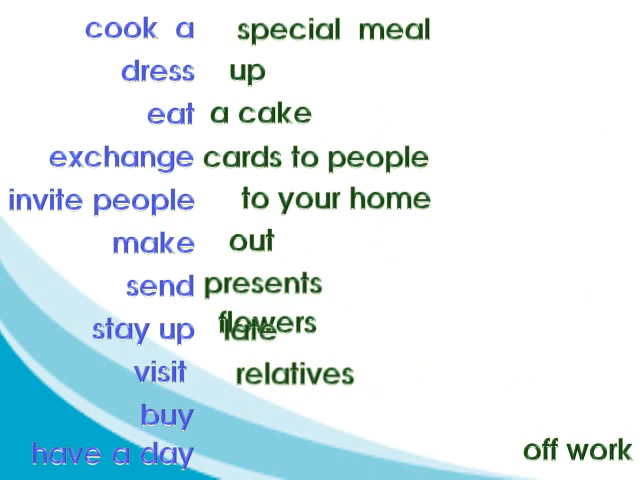 cook a special meal
dress up
eat a cake
exchange cards to people
invite people to your home
make out
send presents
stay up late flowers
visit relatives
buy
have a day off work